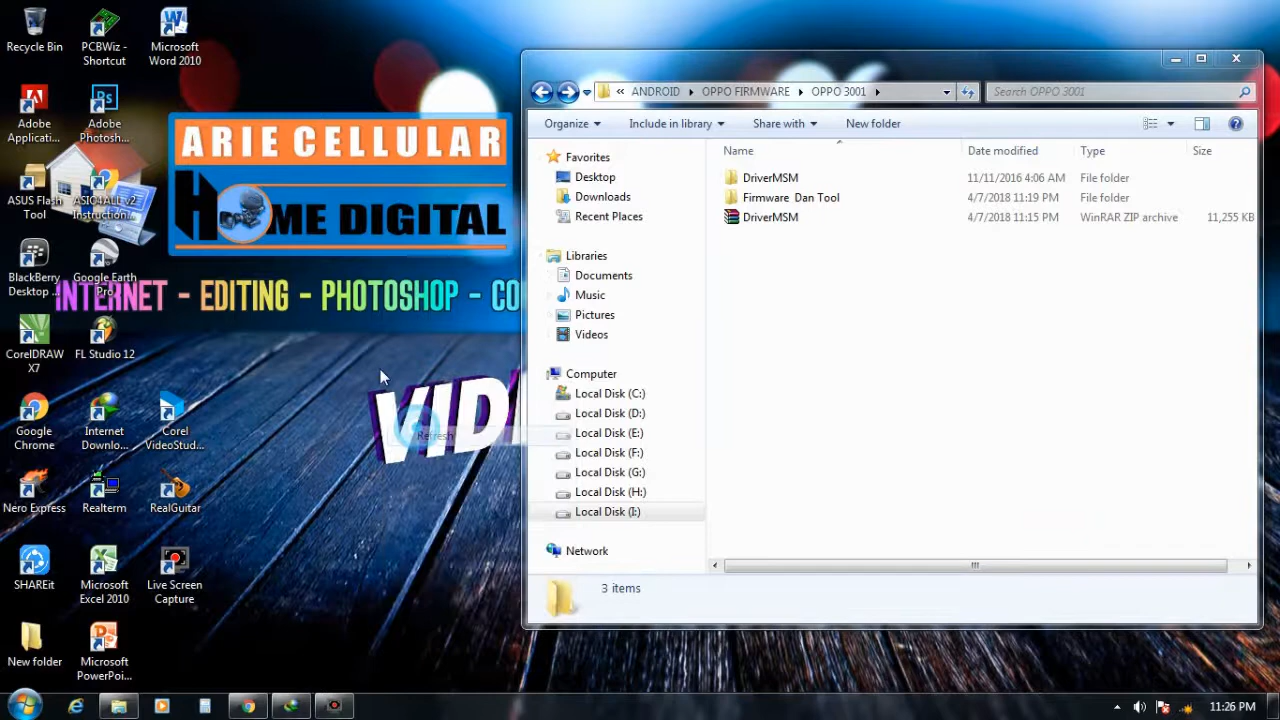 Recycle Bin
PCBWiz -
Shortcut
Microsoft
Word 2010
Adobe
Applicati...
Adobe
Photosh...
ASUS Flash
Tool
ASIO4ALL v2
Instruction...
BlackBerry
Desktop ...
Google Earth
Pro
CorelDRAW
X7
FL Studio 12
Google
Chrome
Internet
Downlo...
Corel
VideoStud...
Nero Express
Realterm
RealGuitar
SHAREit
Microsoft
Excel 2010
Live Screen
Capture
New folder
Microsoft
PowerPoi...
ARIE CELLULAR
HOME DIGITAL
INTERNET - EDITING - PHOTOSHOP - CO
VID
Refresh
« ANDROID OPPO FIRMWARE OPPO 3001
Search OPPO 3001
Organize Include in library Share with New folder
Favorites
Desktop
Downloads
Recent Places
Libraries
Documents
Music
Pictures
Videos
Computer
Local Disk (C:)
Local Disk (D:)
Local Disk (E:)
Local Disk (F:)
Local Disk (G:)
Local Disk (H:)
Local Disk (I:)
Network
Name Date modified Type Size
DriverMSM 11/11/2016 4:06 AM File folder
Firmware Dan Tool 4/7/2018 11:19 PM File folder
DriverMSM 4/7/2018 11:15 PM WinRAR ZIP archive 11,255 KB
3 items
11:26 PM